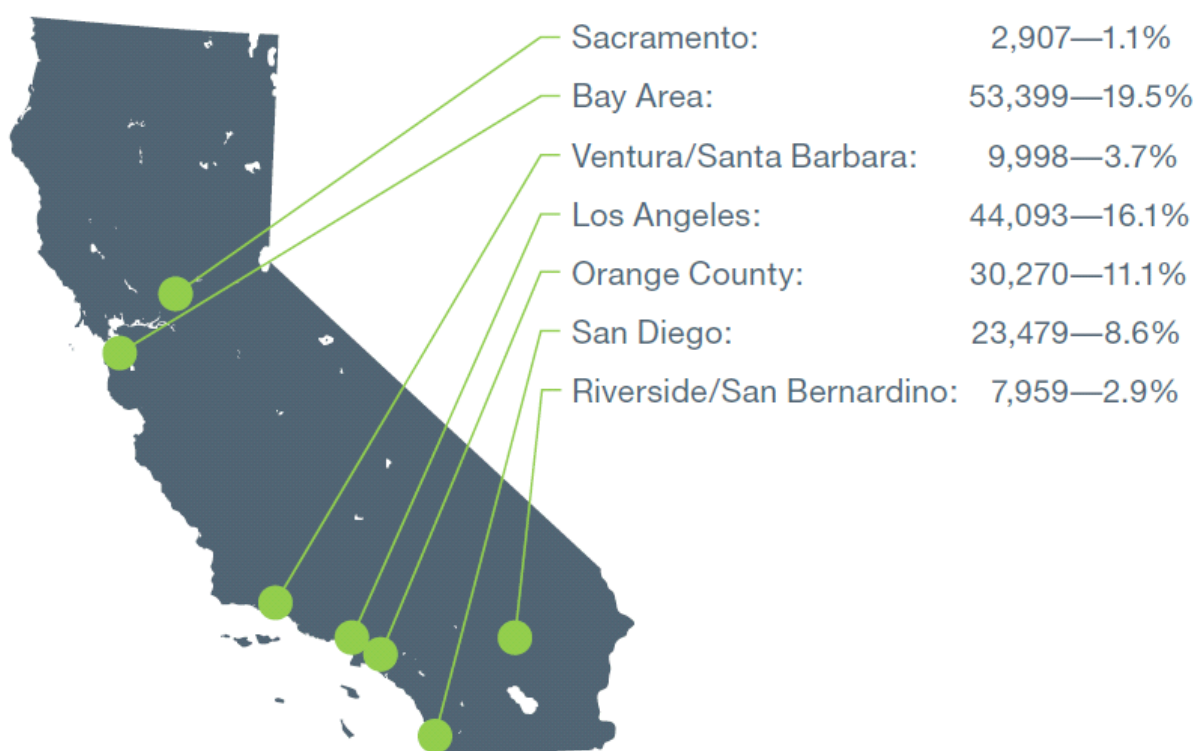 Sacramento: 2,907—1.1%
Bay Area: 53,399—19.5%
Ventura/Santa Barbara: 9,998—3.7%
Los Angeles: 44,093—16.1%
Orange County: 30,270—11.1%
San Diego: 23,479—8.6%
Riverside/San Bernardino: 7,959—2.9%